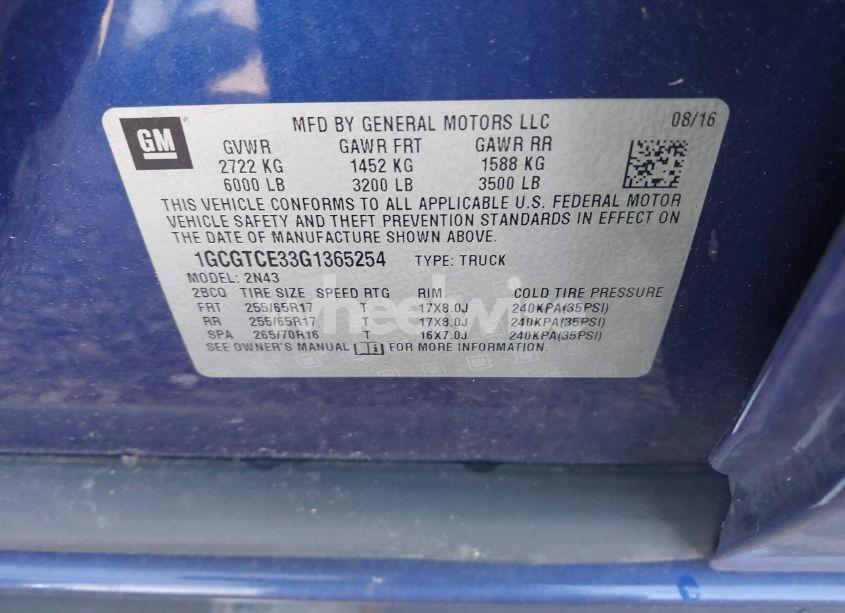 GM
MFD BY GENERAL MOTORS LLC 08/16
GVWR GAWR FRT GAWR RR
2722 KG 1452 KG 1588 KG
6000 LB 3200 LB 3500 LB
THIS VEHICLE CONFORMS TO ALL APPLICABLE U.S. FEDERAL MOTOR
VEHICLE SAFETY AND THEFT PREVENTION STANDARDS IN EFFECT ON
THE DATE OF MANUFACTURE SHOWN ABOVE.
1GCGTCE33G1365254 TYPE: TRUCK
MODEL: 2N43
2BCQ TIRE SIZE SPEED RTG RIM COLD TIRE PRESSURE
FRT 255/65R17 T 17X8.0J 240KPA(35PSI)
RR 255/65R17 T 17X8.0J 240KPA(35PSI)
SPA 265/70R16 T 16X7.0J 240KPA(35PSI)
SEE OWNER'S MANUAL FOR MORE INFORMATION.